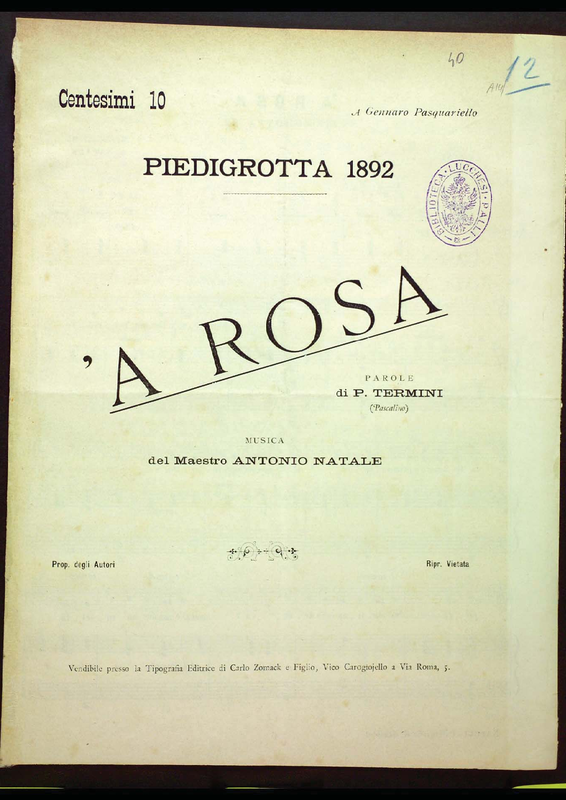 40
12
Centesimi 10
A Gennaro Pasquariello
PIEDIGROTTA 1892
BIBLIOTECA · LUCCHESI · PALLI
'A ROSA
PAROLE
di P. TERMINI
(Pascalluo)
MUSICA
del Maestro ANTONIO NATALE
Prop. degli Autori
Ripr. Vietata
Vendibile presso la Tipografia Editrice di Carlo Zomack e Figlio, Vico Carogiojello a Via Roma, 5.